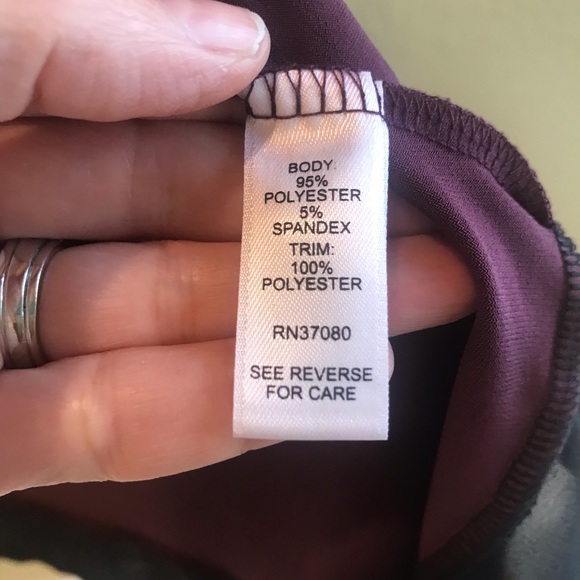 BODY:
95%
POLYESTER
5%
SPANDEX
TRIM:
100%
POLYESTER
RN37080
SEE REVERSE
FOR CARE